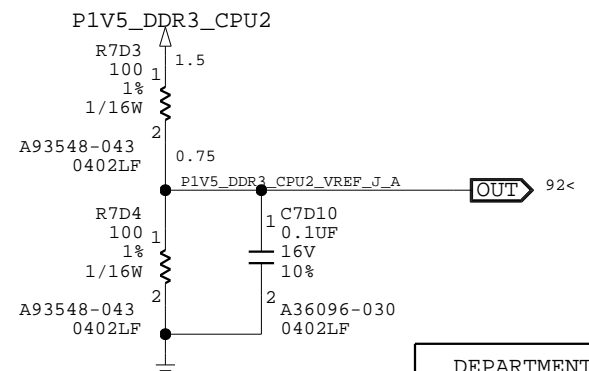 P1V5_DDR3_CPU2
R7D3
100
1%
1/16W
1
1.5
2
A93548-043
0402LF
0.75
P1V5_DDR3_CPU2_VREF_J_A
OUT
92<
R7D4
100
1%
1/16W
1
2
A93548-043
0402LF
1
C7D10
0.1UF
16V
10%
2
A36096-030
0402LF
DEPARTMENT